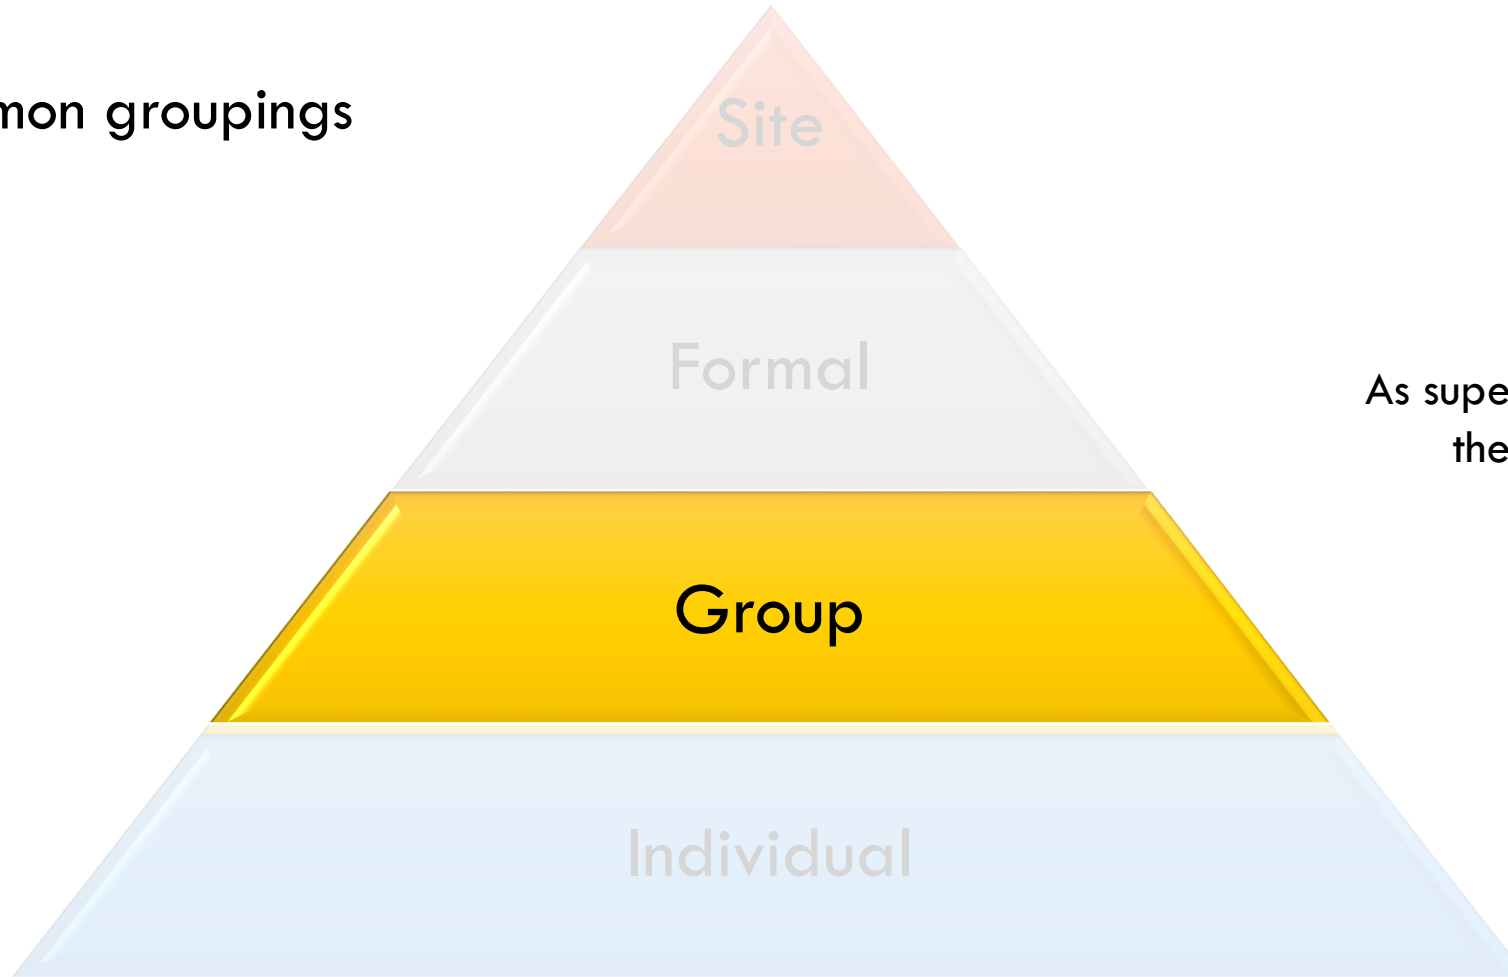 mon groupings
Site
Formal
As supe
the
Group
Individual